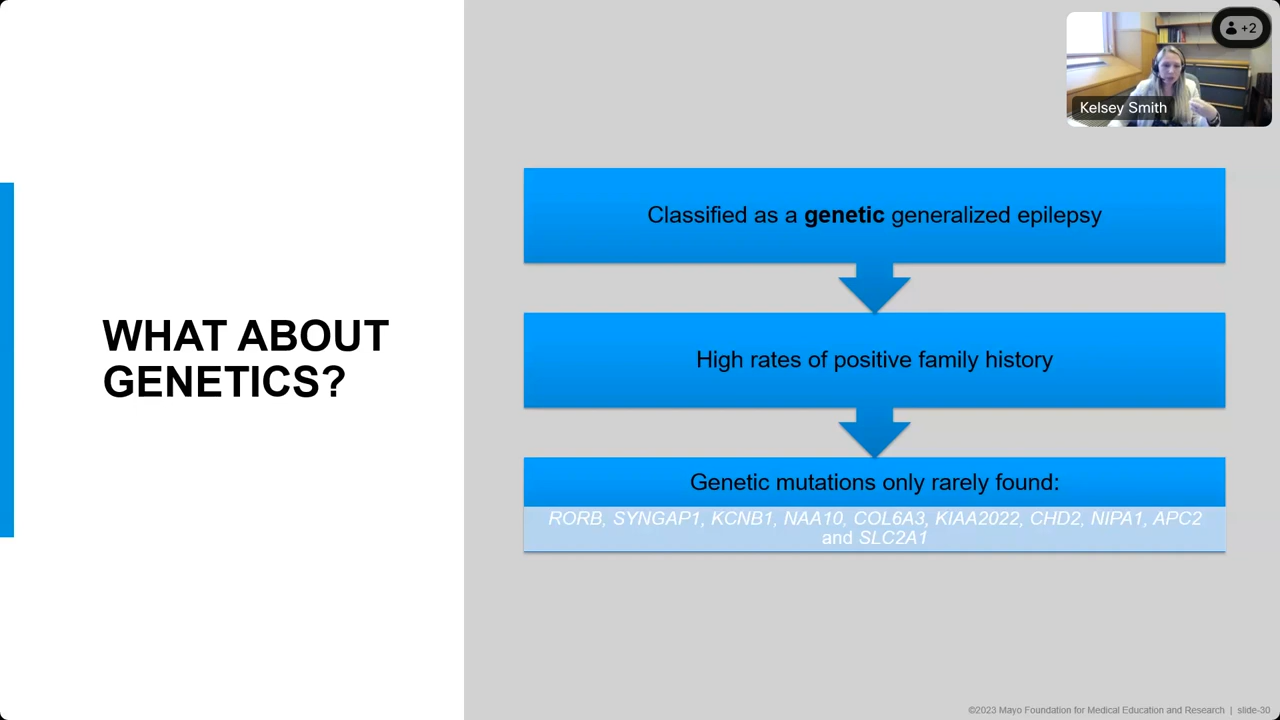 +2
Kelsey Smith
WHAT ABOUT
GENETICS?
Classified as a genetic generalized epilepsy
High rates of positive family history
Genetic mutations only rarely found:
RORB, SYNGAP1, KCNB1, NAA10, COL6A3, KIAA2022, CHD2, NIPA1, APC2
and SLC2A1
©2023 Mayo Foundation for Medical Education and Research | slide-30